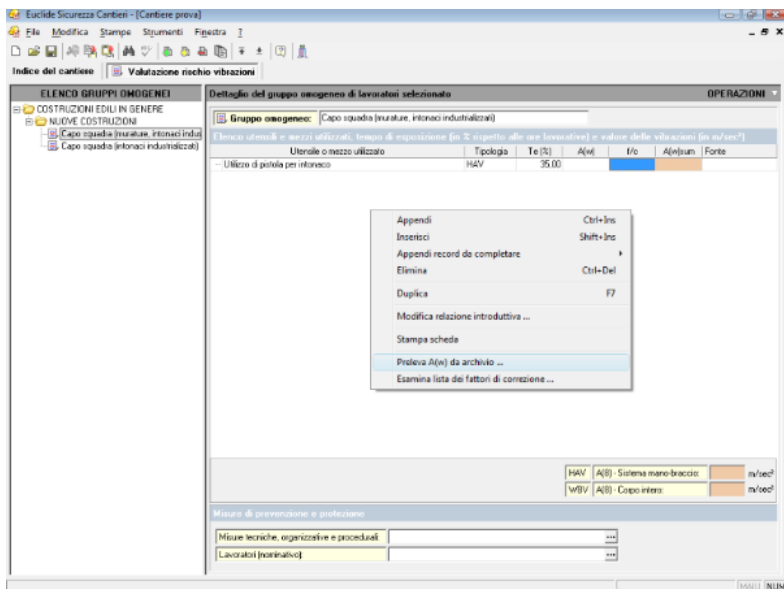 Euclide Sicurezza Cantieri - [Cantiere prova]
File Modifica Stampe Strumenti Finestra ?
Indice del cantiere Valutazione rischio vibrazioni
ELENCO GRUPPI OMOGENEI
COSTRUZIONI EDILI IN GENERE
NUOVE COSTRUZIONI
Capo squadra (murature, intonaci indus
Capo squadra (intonaci industrializzati)
Dettaglio del gruppo omogeneo di lavoratori selezionato OPERAZIONI
Gruppo omogeneo: Capo squadra (murature, intonaci industrializzati)
Elenco utensili e mezzi utilizzati, tempo di esposizione (in % rispetto alle ore lavorative) e valore delle vibrazioni (in m/sec²)
Utensile o mezzo utilizzato Tipologia Te (%) A(w) f/c A(w)sum Fonte
Utilizzo di pistola per intonaco HAV 35,00
Appendi Ctrl+Ins
Inserisci Shift+Ins
Appendi record da completare
Elimina Ctrl+Del
Duplica F7
Modifica relazione introduttiva ...
Stampa scheda
Preleva A(w) da archivio ...
Esamina lista dei fattori di correzione ...
HAV A(8) - Sistema mano-braccio: m/sec²
WBV A(8) - Corpo intero: m/sec²
Misure di prevenzione e protezione
Misure tecniche, organizzative e procedurali:
Lavoratori (nominativo):
MAIU NUM